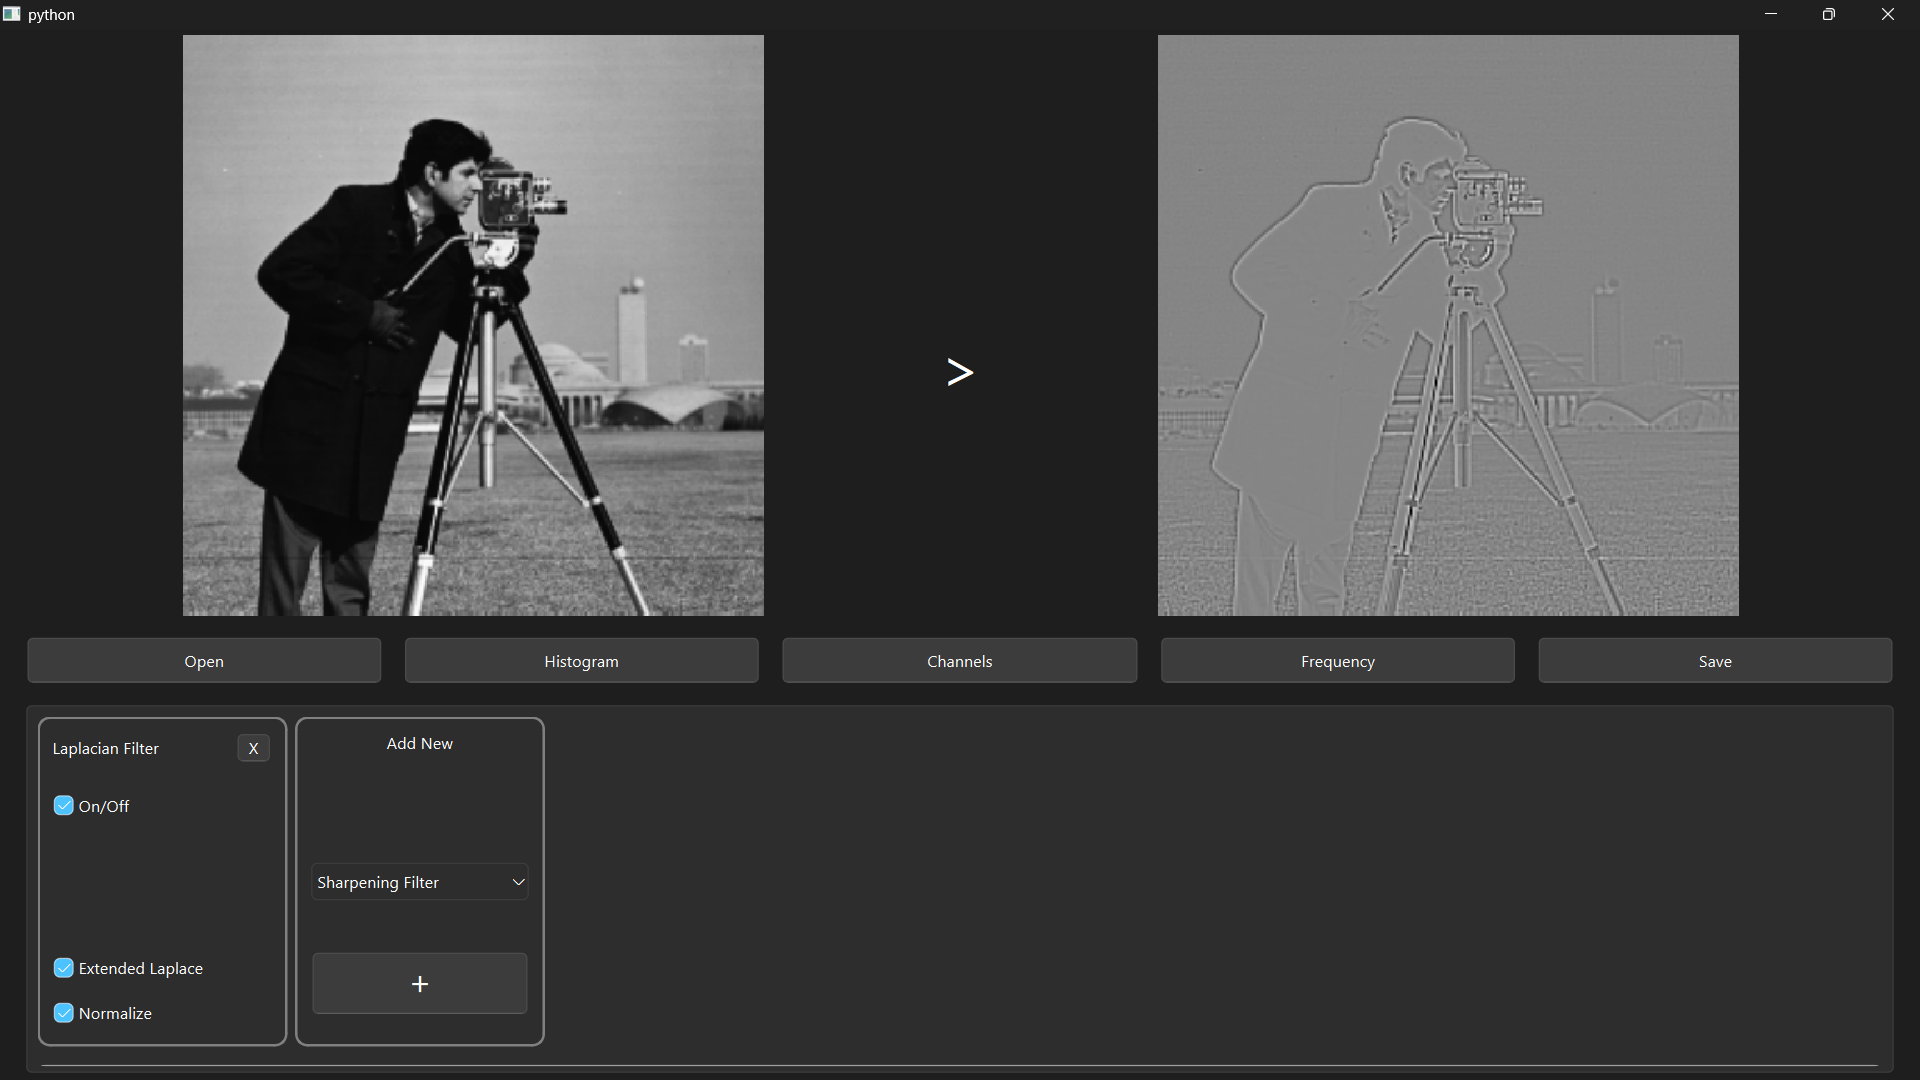 python
>
Open
Histogram
Channels
Frequency
Save
Laplacian Filter
X
On/Off
Extended Laplace
Normalize
Add New
Sharpening Filter
+